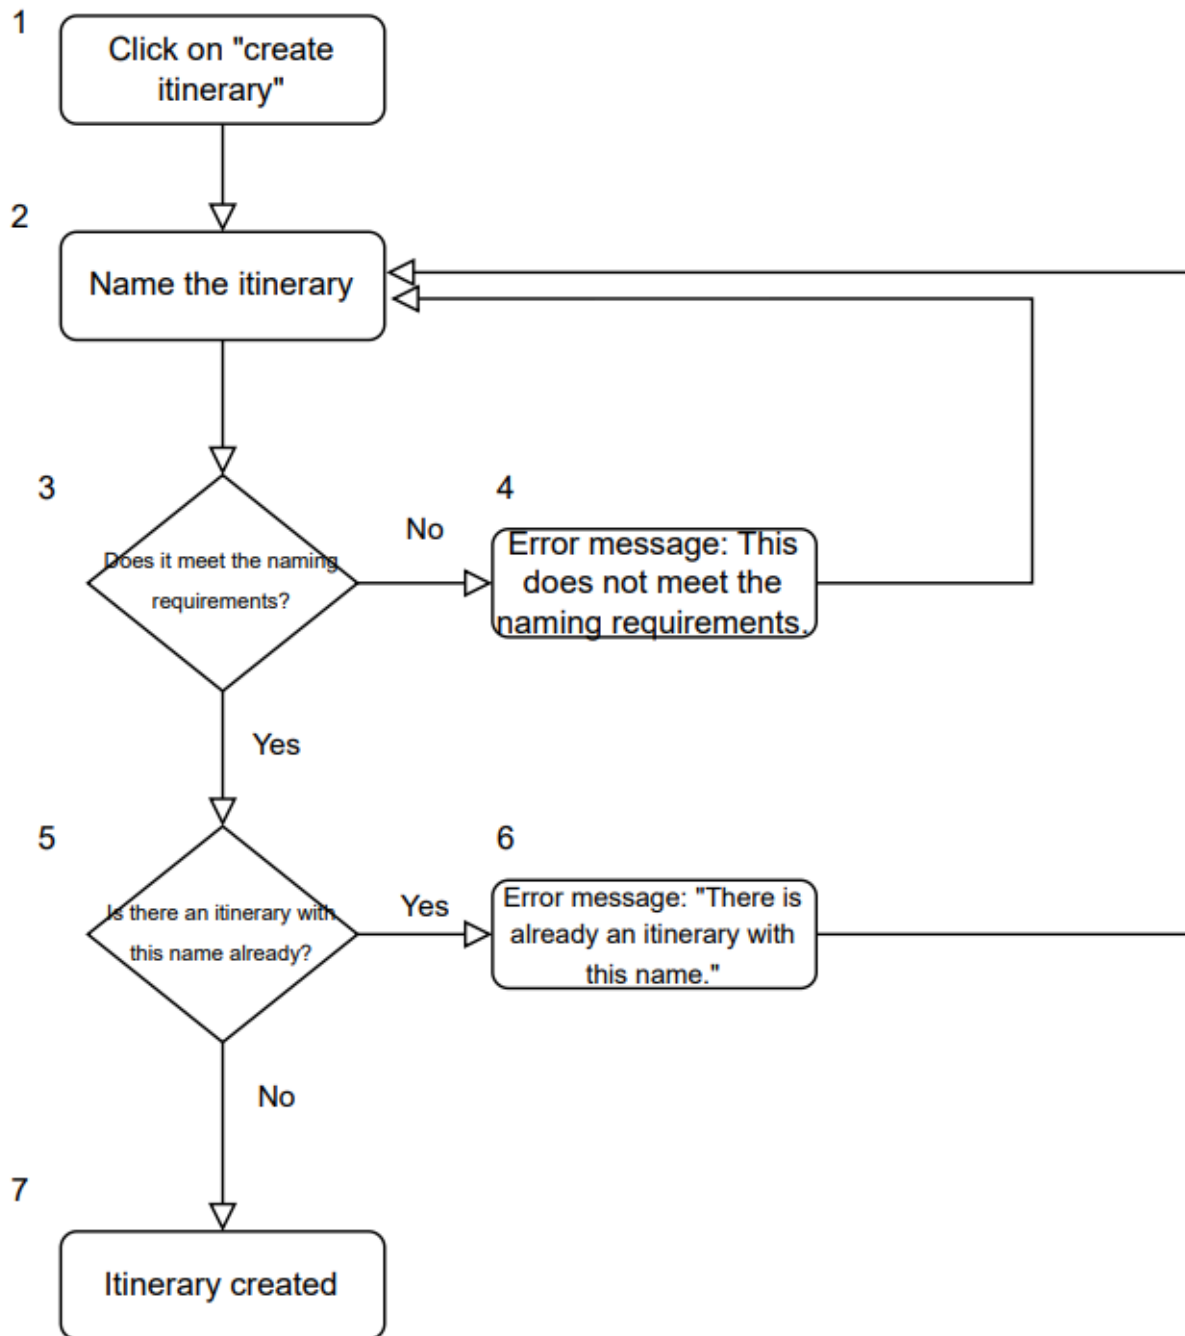 1
Click on "create
itinerary"
2
Name the itinerary
3
Does it meet the naming
requirements?
No
4
Error message: This
does not meet the
naming requirements.
Yes
5
Is there an itinerary with
this name already?
Yes
6
Error message: "There is
already an itinerary with
this name."
No
7
Itinerary created